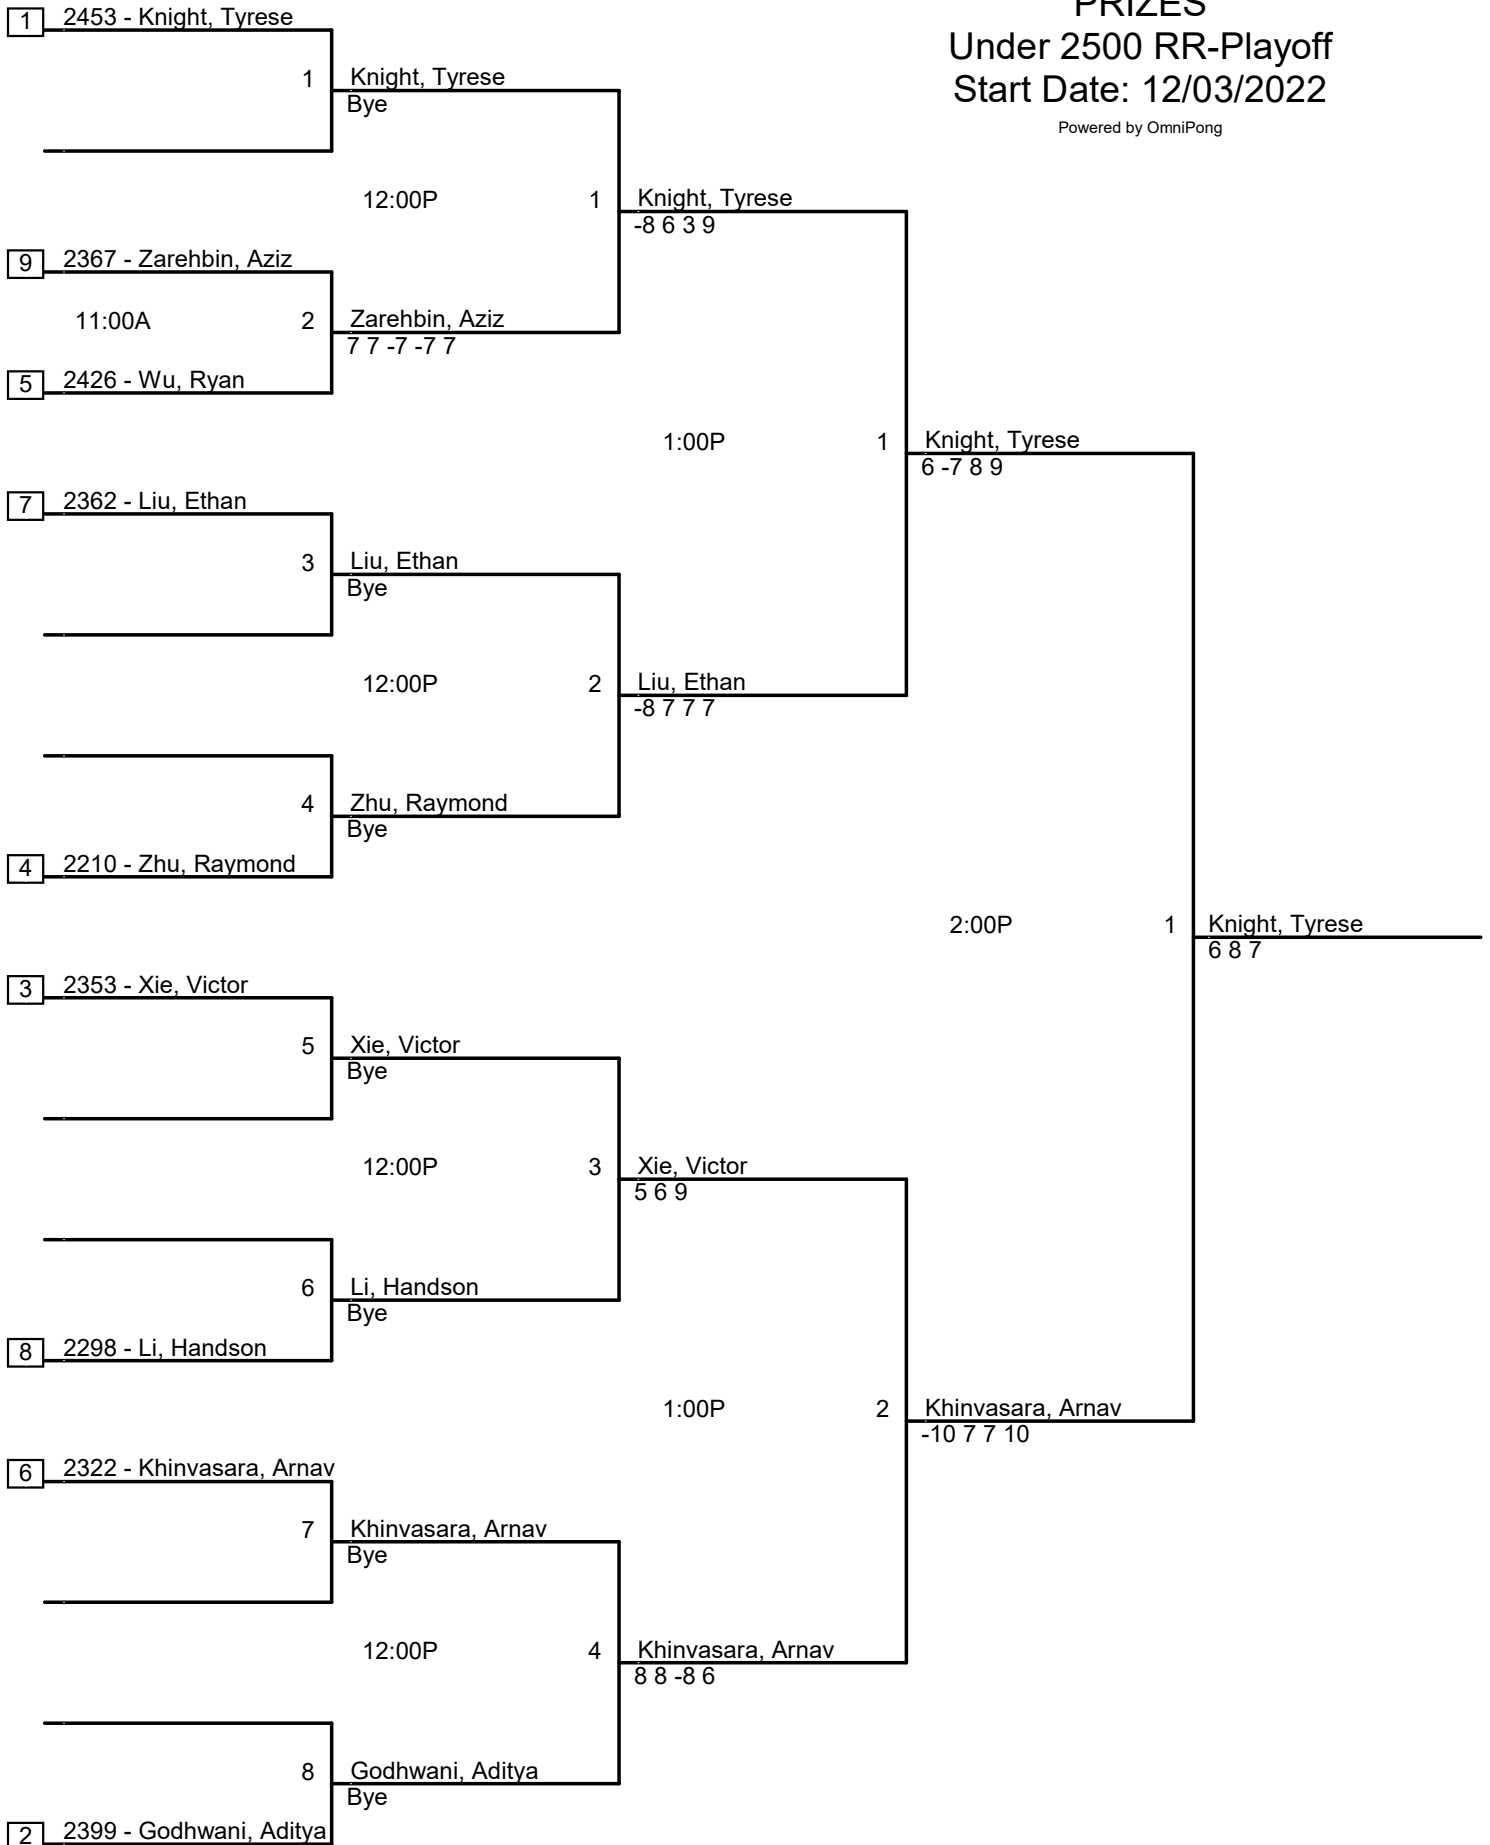 PRIZES
Under 2500 RR-Playoff
Start Date: 12/03/2022
Powered by OmniPong
1 2453 - Knight, Tyrese
1 Knight, Tyrese
Bye
12:00P 1 Knight, Tyrese
-8 6 3 9
9 2367 - Zarehbin, Aziz
11:00A 2 Zarehbin, Aziz
7 7 -7 -7 7
5 2426 - Wu, Ryan
1:00P 1 Knight, Tyrese
6 -7 8 9
7 2362 - Liu, Ethan
3 Liu, Ethan
Bye
12:00P 2 Liu, Ethan
-8 7 7 7
4 Zhu, Raymond
Bye
4 2210 - Zhu, Raymond
2:00P 1 Knight, Tyrese
6 8 7
3 2353 - Xie, Victor
5 Xie, Victor
Bye
12:00P 3 Xie, Victor
5 6 9
6 Li, Handson
Bye
8 2298 - Li, Handson
1:00P 2 Khinvasara, Arnav
-10 7 7 10
6 2322 - Khinvasara, Arnav
7 Khinvasara, Arnav
Bye
12:00P 4 Khinvasara, Arnav
8 8 -8 6
8 Godhwani, Aditya
Bye
2 2399 - Godhwani, Aditya